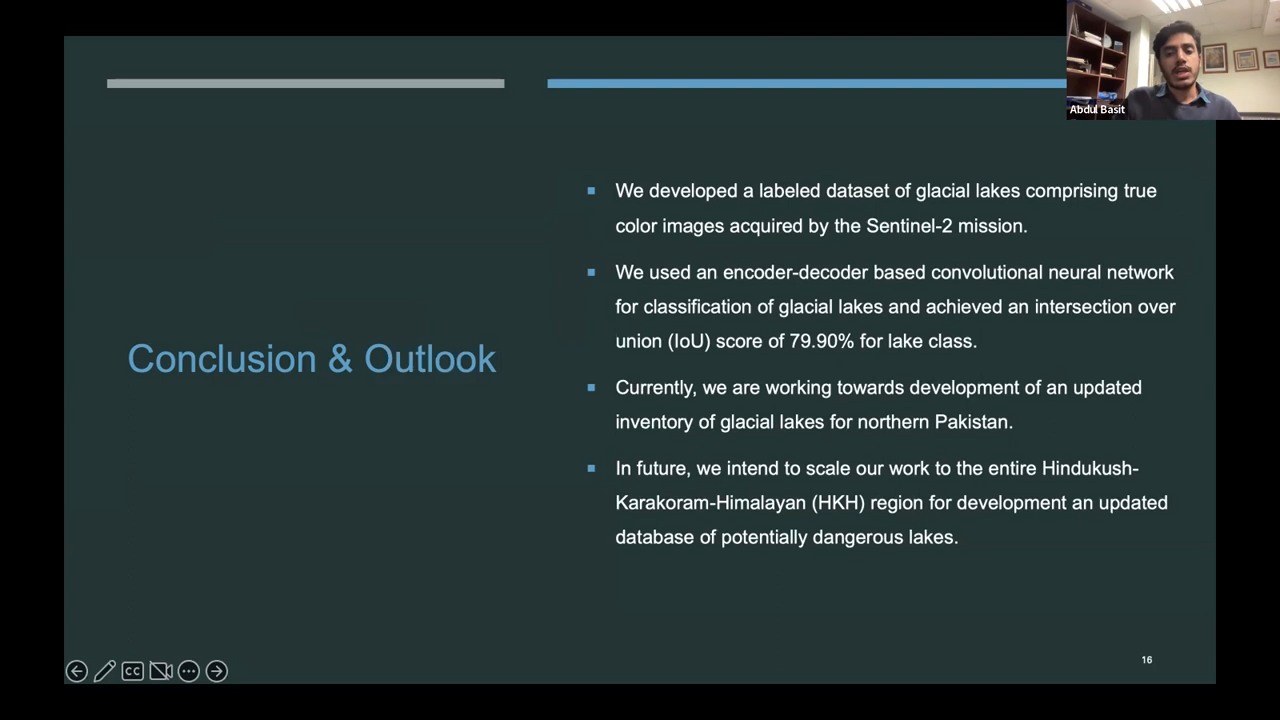 Abdul Basit
We developed a labeled dataset of glacial lakes comprising true
color images acquired by the Sentinel-2 mission.
We used an encoder-decoder based convolutional neural network
for classification of glacial lakes and achieved an intersection over
union (IoU) score of 79.90% for lake class.
Conclusion & Outlook
Currently, we are working towards development of an updated
inventory of glacial lakes for northern Pakistan.
In future, we intend to scale our work to the entire Hindukush-
Karakoram-Himalayan (HKH) region for development an updated
database of potentially dangerous lakes.
CC
16